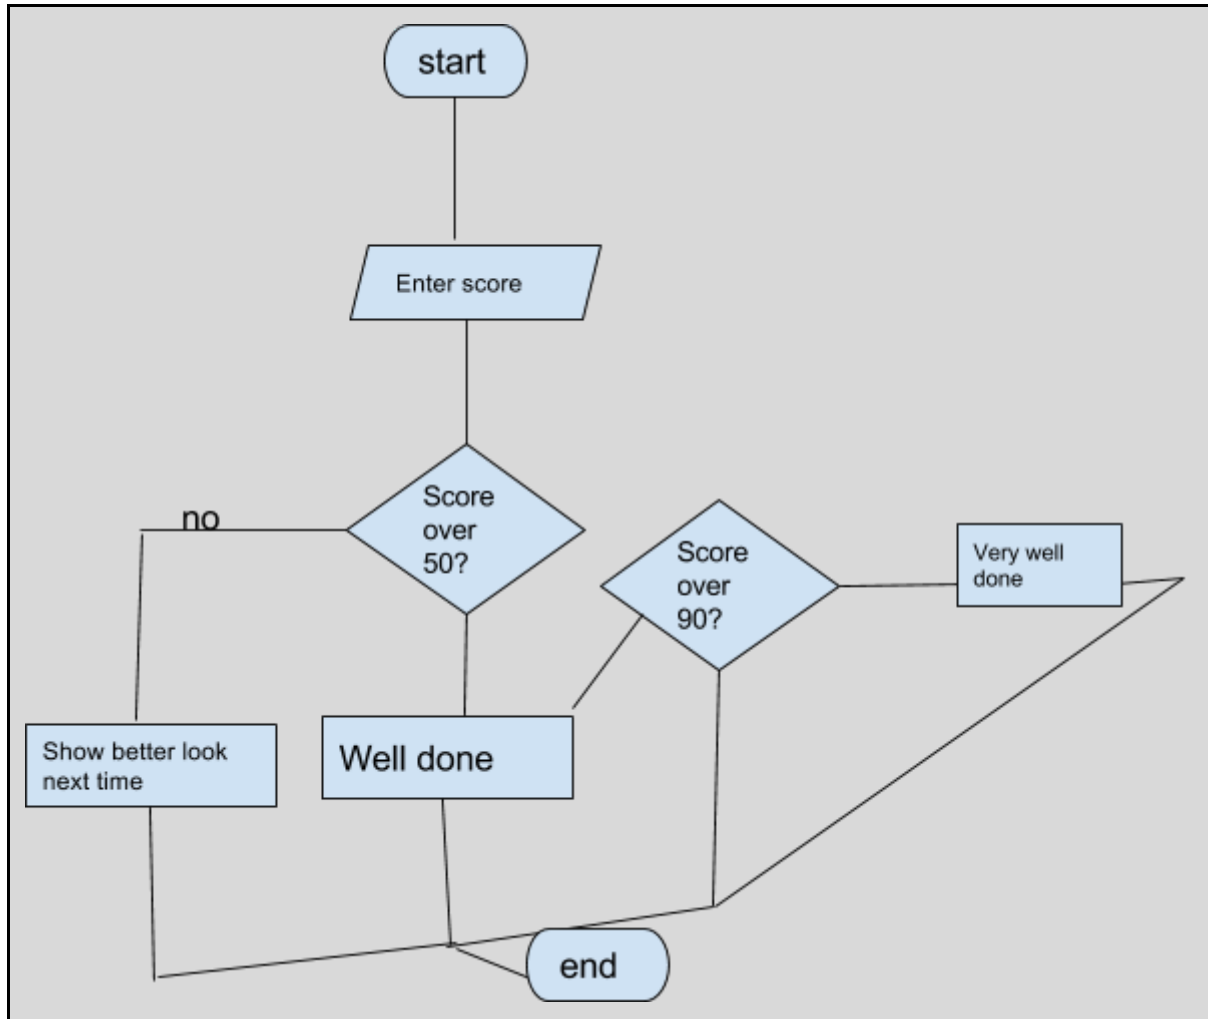 start
Enter score
Score
over
50?
no
Score
over
90?
Very well
done
Show better look
next time
Well done
end